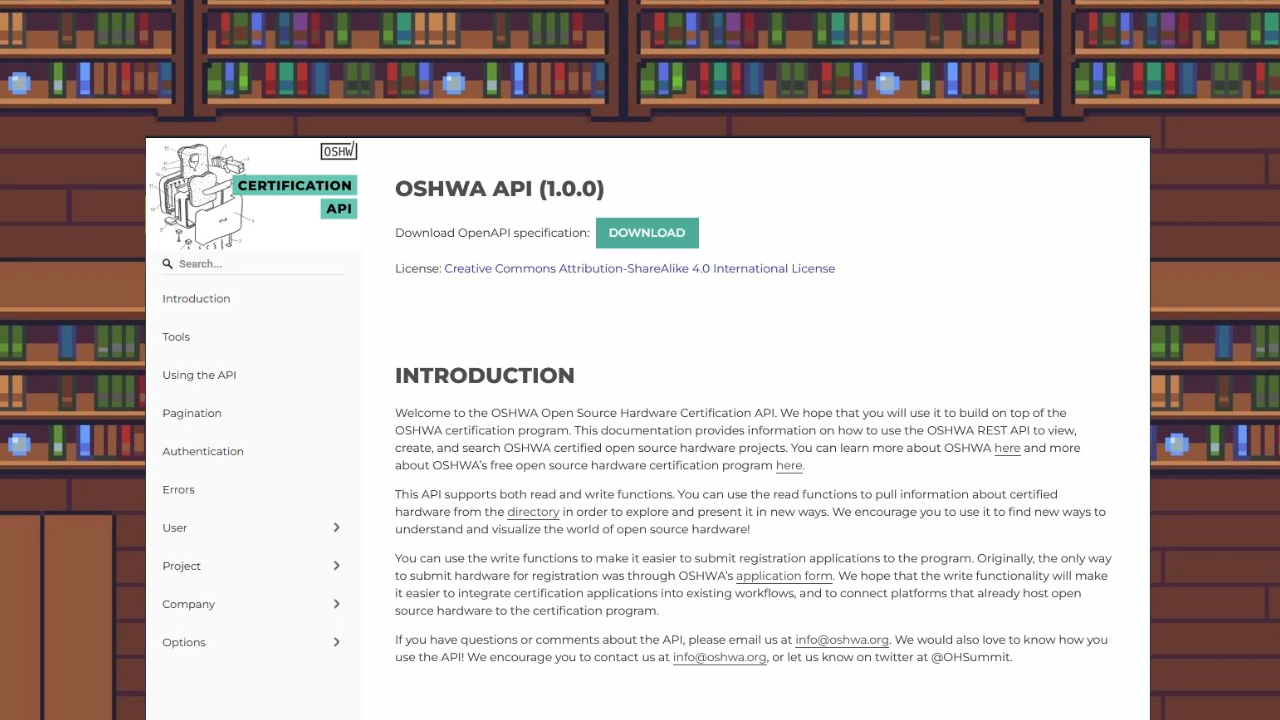 OSHW
CERTIFICATION
API
Search...
Introduction
Tools
Using the API
Pagination
Authentication
Errors
User
Project
Company
Options
OSHWA API (1.0.0)
Download OpenAPI specification: DOWNLOAD
License: Creative Commons Attribution-ShareAlike 4.0 International License
INTRODUCTION
Welcome to the OSHWA Open Source Hardware Certification API. We hope that you will use it to build on top of the
OSHWA certification program. This documentation provides information on how to use the OSHWA REST API to view,
create, and search OSHWA certified open source hardware projects. You can learn more about OSHWA here and more
about OSHWA's free open source hardware certification program here.
This API supports both read and write functions. You can use the read functions to pull information about certified
hardware from the directory in order to explore and present it in new ways. We encourage you to use it to find new ways to
understand and visualize the world of open source hardware!
You can use the write functions to make it easier to submit registration applications to the program. Originally, the only way
to submit hardware for registration was through OSHWA's application form. We hope that the write functionality will make
it easier to integrate certification applications into existing workflows, and to connect platforms that already host open
source hardware to the certification program.
If you have questions or comments about the API, please email us at info@oshwa.org. We would also love to know how you
use the API! We encourage you to contact us at info@oshwa.org, or let us know on twitter at @OHSummit.